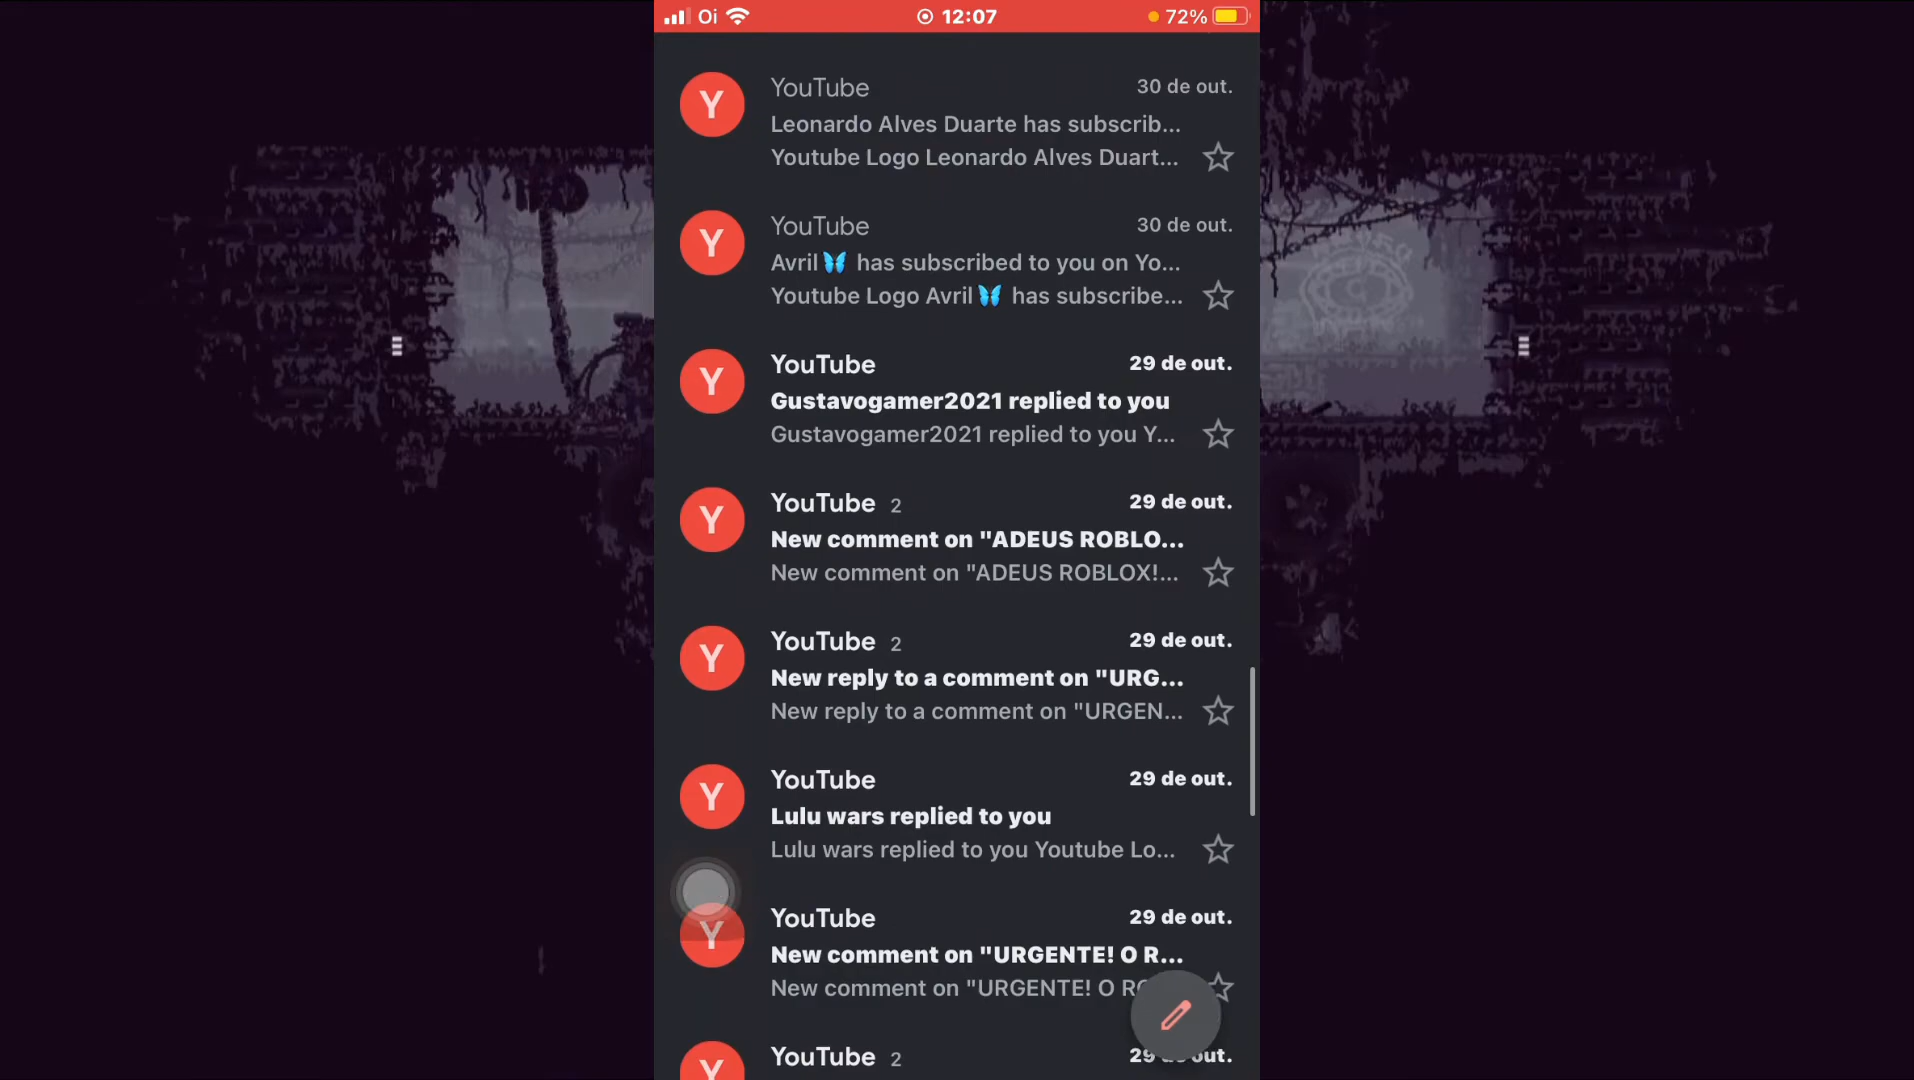 Oi 12:07 72%
Y YouTube 30 de out.
Leonardo Alves Duarte has subscrib...
Youtube Logo Leonardo Alves Duart...
Y YouTube 30 de out.
Avril🦋 has subscribed to you on Yo...
Youtube Logo Avril🦋 has subscribe...
Y YouTube 29 de out.
Gustavogamer2021 replied to you
Gustavogamer2021 replied to you Y...
Y YouTube 2 29 de out.
New comment on "ADEUS ROBLO...
New comment on "ADEUS ROBLOX!...
Y YouTube 2 29 de out.
New reply to a comment on "URG...
New reply to a comment on "URGEN...
Y YouTube 29 de out.
Lulu wars replied to you
Lulu wars replied to you Youtube Lo...
Y YouTube 29 de out.
New comment on "URGENTE! O R...
New comment on "URGENTE! O RO
Y YouTube 2 29 de out.